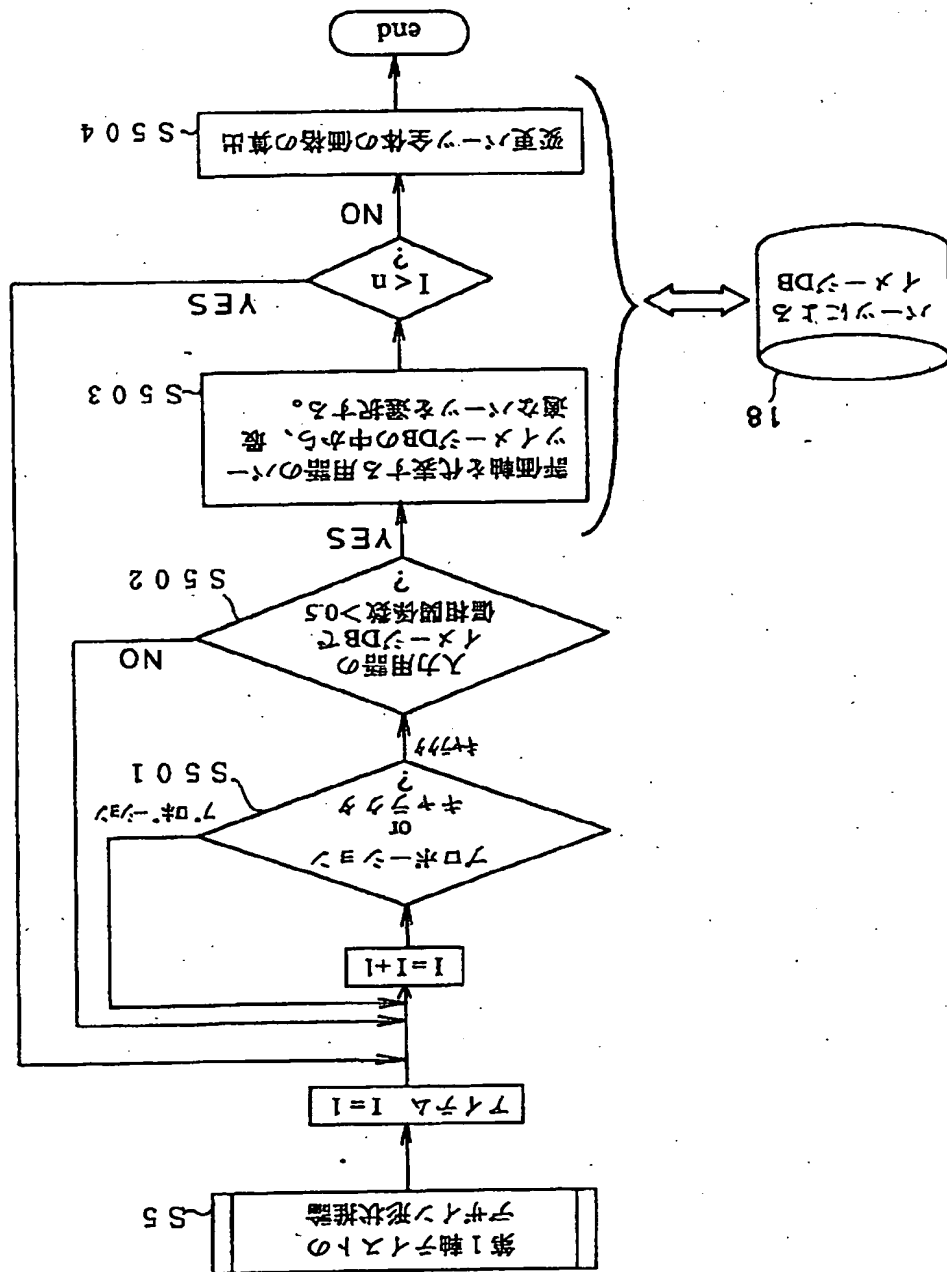 第1軸テイストの
デザイン形状推論
S5
アイテム I=1
I=I+1
プロポーション
or
キャラクタ
?
S501
プロポーション
キャラクタ
入力用語の
イメージDBで
偏相関係数>0.5
?
S502
NO
YES
評価軸を代表する用語のパー
ツイメージDBの中から、最
適なパーツを選択する。
S503
I<n
?
YES
NO
変更パーツ全体の価格の算出
S504
end
18
パーツによる
イメージDB